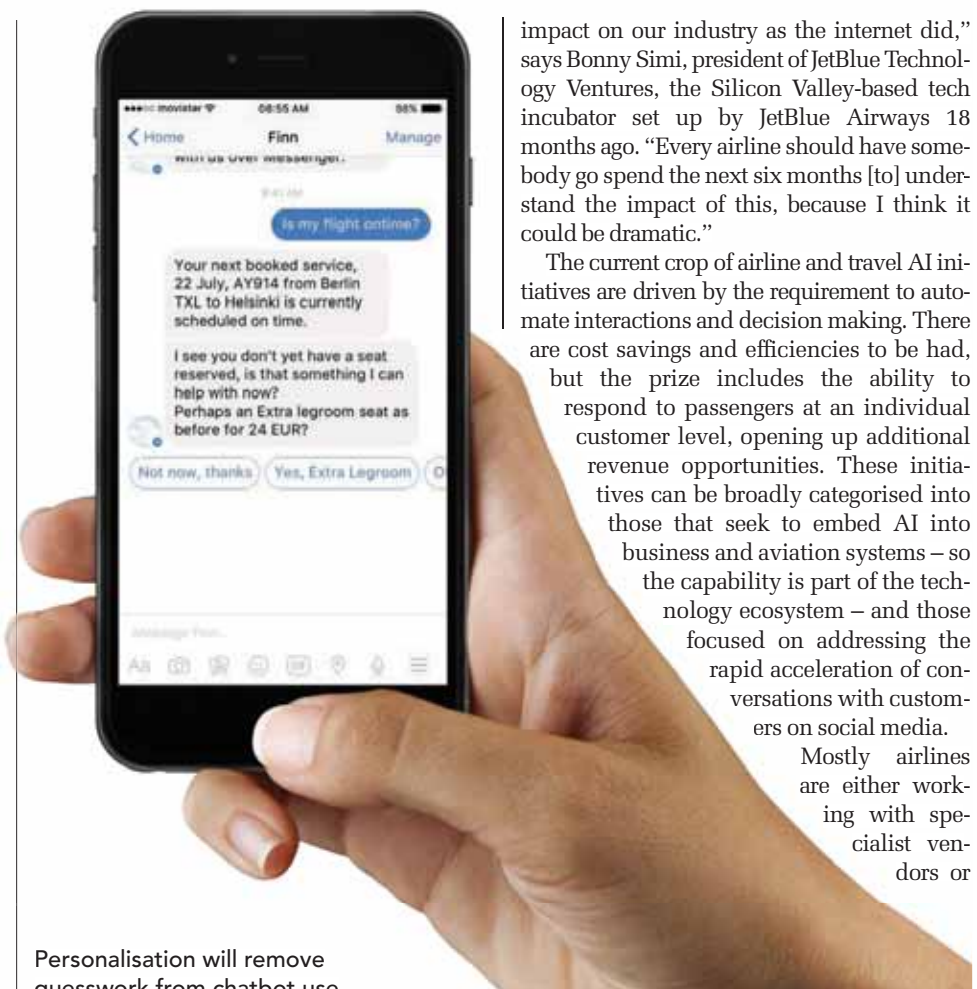 movistar 08:55 AM 98%
Home Finn Manage
with us over Messenger.
9:41 AM
Is my flight ontime?
Your next booked service,
22 July, AY914 from Berlin
TXL to Helsinki is currently
scheduled on time.
I see you don't yet have a seat
reserved, is that something I can
help with now?
Perhaps an Extra legroom seat as
before for 24 EUR?
Not now, thanks Yes, Extra Legroom
Aa GIF
Personalisation will remove
guesswork from chatbot use
impact on our industry as the internet did,”
says Bonny Simi, president of JetBlue Technol-
ogy Ventures, the Silicon Valley-based tech
incubator set up by JetBlue Airways 18
months ago. “Every airline should have some-
body go spend the next six months [to] under-
stand the impact of this, because I think it
could be dramatic.”
The current crop of airline and travel AI ini-
tiatives are driven by the requirement to auto-
mate interactions and decision making. There
are cost savings and efficiencies to be had,
but the prize includes the ability to
respond to passengers at an individual
customer level, opening up additional
revenue opportunities. These initia-
tives can be broadly categorised into
those that seek to embed AI into
business and aviation systems – so
the capability is part of the tech-
nology ecosystem – and those
focused on addressing the
rapid acceleration of con-
versations with custom-
ers on social media.
Mostly airlines
are either work-
ing with spe-
cialist ven-
dors or